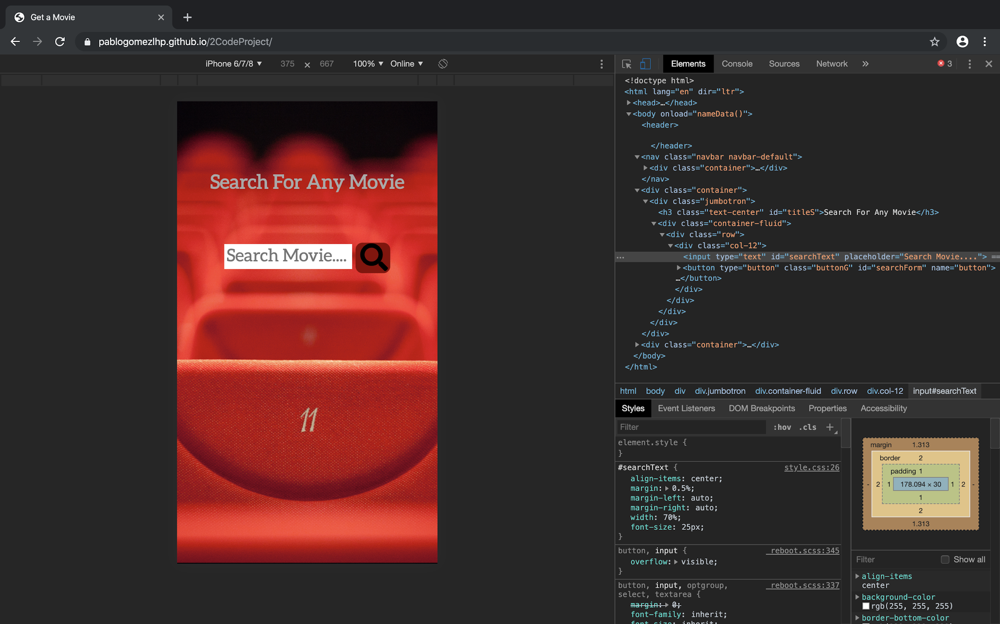 Get a Movie
pablogomezlhp.github.io/2CodeProject/
iPhone 6/7/8 ▼ 375 × 667 100% ▼ Online ▼
Elements Console Sources Network » 3
<!doctype html>
<html lang="en" dir="ltr">
▶<head>…</head>
▼<body onload="nameData()">
<header>
</header>
▼<nav class="navbar navbar-default">
▶<div class="container">…</div>
</nav>
▼<div class="container">
▼<div class="jumbotron">
<h3 class="text-center" id="titleS">Search For Any Movie</h3>
▼<div class="container-fluid">
▼<div class="row">
▼<div class="col-12">
<input type="text" id="searchText" placeholder="Search Movie...."> ==
▶<button type="button" class="buttonG" id="searchForm" name="button">
…</button>
</div>
</div>
</div>
</div>
</div>
▶<div class="container">…</div>
</body>
</html>
Search For Any Movie
Search Movie....
11
html body div div.jumbotron div.container-fluid div.row div.col-12 input#searchText
Styles Event Listeners DOM Breakpoints Properties Accessibility
Filter :hov .cls +
element.style {
}
#searchText { style.css:26
align-items: center;
margin: ▶ 0.5%;
margin-left: auto;
margin-right: auto;
width: 70%;
font-size: 25px;
}
button, input { _reboot.scss:345
overflow: ▶ visible;
}
button, input, optgroup, _reboot.scss:337
select, textarea {
margin: ▶ 0;
font-family: inherit;
font-size: inherit;
margin 1.313
border 2
padding 1
- 2 1 178.094 × 30 1 2 -
1
2
1.313
Filter Show all
▶ align-items
center
▶ background-color
rgb(255, 255, 255)
▶ border-bottom-color